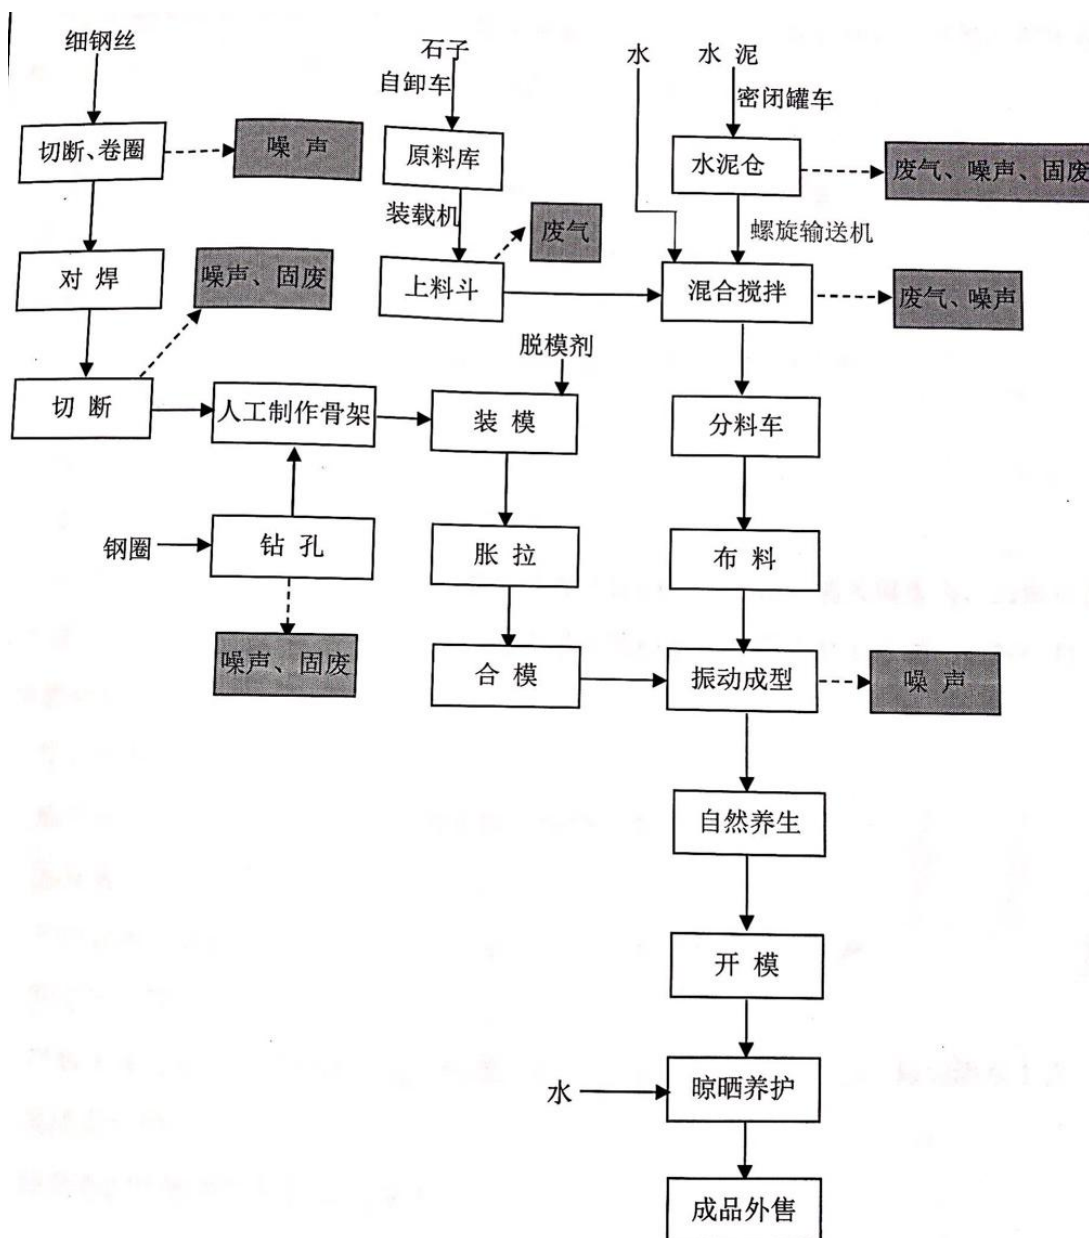 细钢丝
切断、卷圈
噪声
对焊
噪声、固废
切断
石子
自卸车
原料库
装载机
废气
上料斗
水
水泥
密闭罐车
水泥仓
废气、噪声、固废
螺旋输送机
混合搅拌
废气、噪声
脱模剂
人工制作骨架
装模
分料车
钢圈
钻孔
胀拉
布料
噪声、固废
合模
振动成型
噪声
自然养生
开模
水
晾晒养护
成品外售